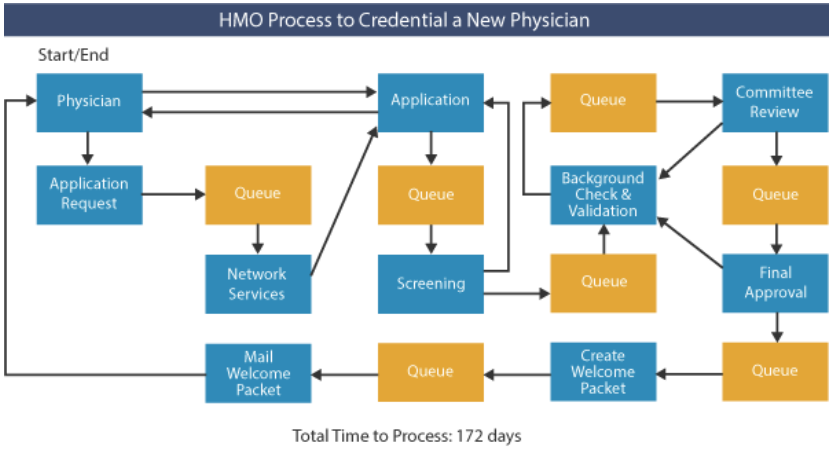 HMO Process to Credential a New Physician
Start/End
Physician
Application
Queue
Committee
Review
Application
Request
Queue
Queue
Background
Check &
Validation
Queue
Network
Services
Screening
Queue
Final
Approval
Mail
Welcome
Packet
Queue
Create
Welcome
Packet
Queue
Total Time to Process: 172 days